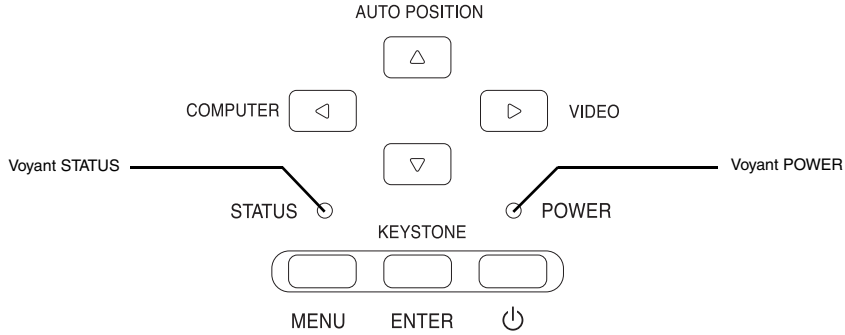 AUTO POSITION
COMPUTER
VIDEO
Voyant STATUS
Voyant POWER
STATUS
POWER
KEYSTONE
MENU
ENTER